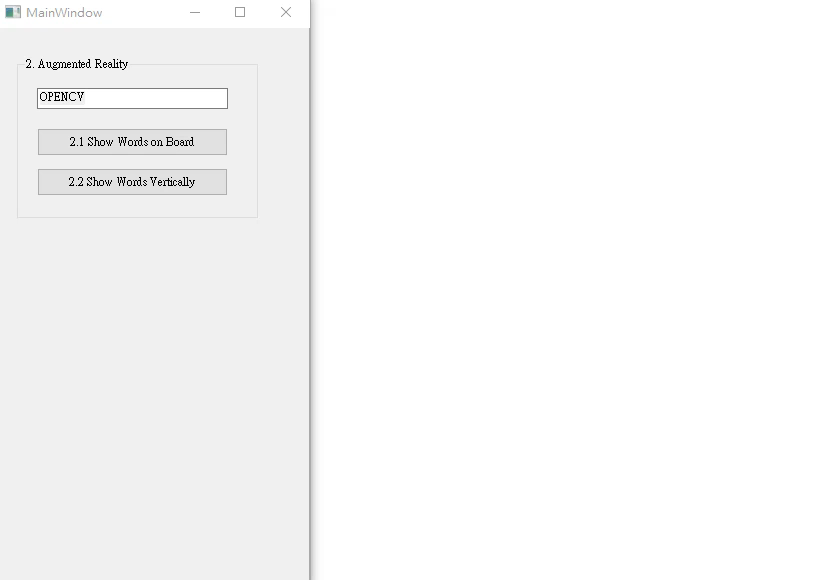 MainWindow
2. Augmented Reality
OPENCV
2.1 Show Words on Board
2.2 Show Words Vertically